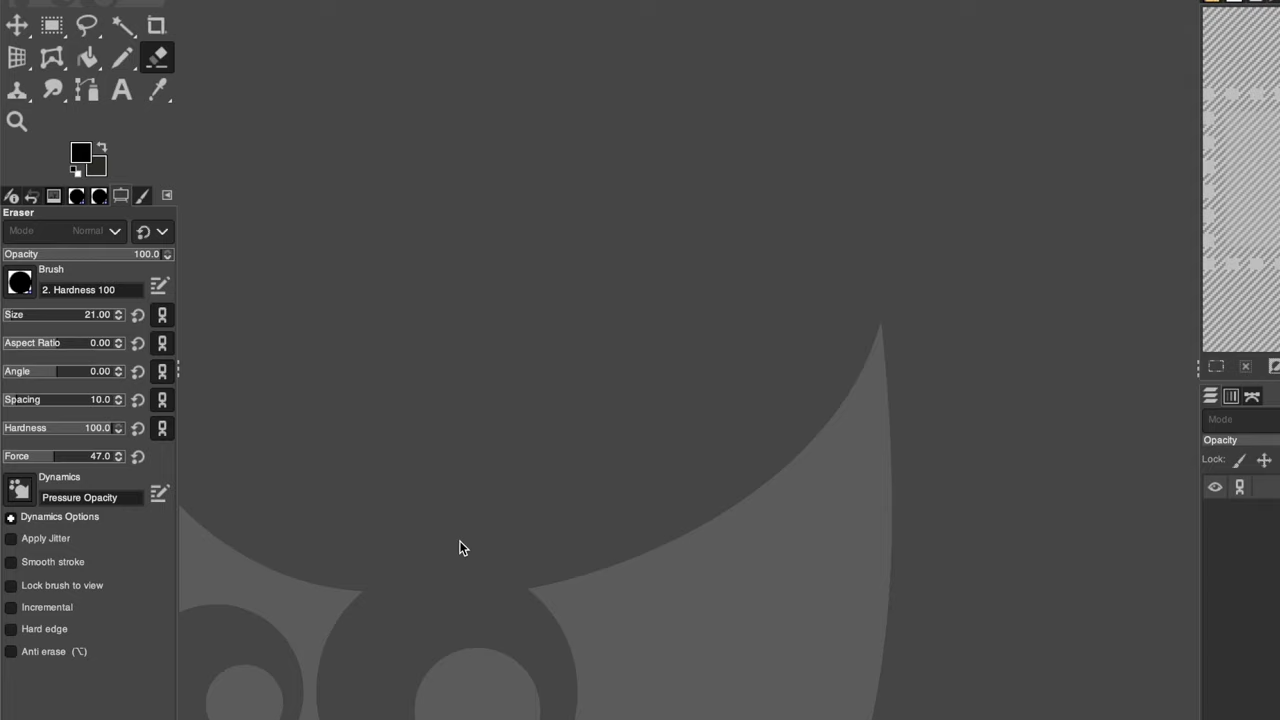 A
Eraser
Mode Normal
Opacity 100.0
Brush
2. Hardness 100
Size 21.00
Aspect Ratio 0.00
Angle 0.00
Spacing 10.0
Hardness 100.0
Force 47.0
Dynamics
Pressure Opacity
Dynamics Options
Apply Jitter
Smooth stroke
Lock brush to view
Incremental
Hard edge
Anti erase (⌥)
Mode
Opacity
Lock: